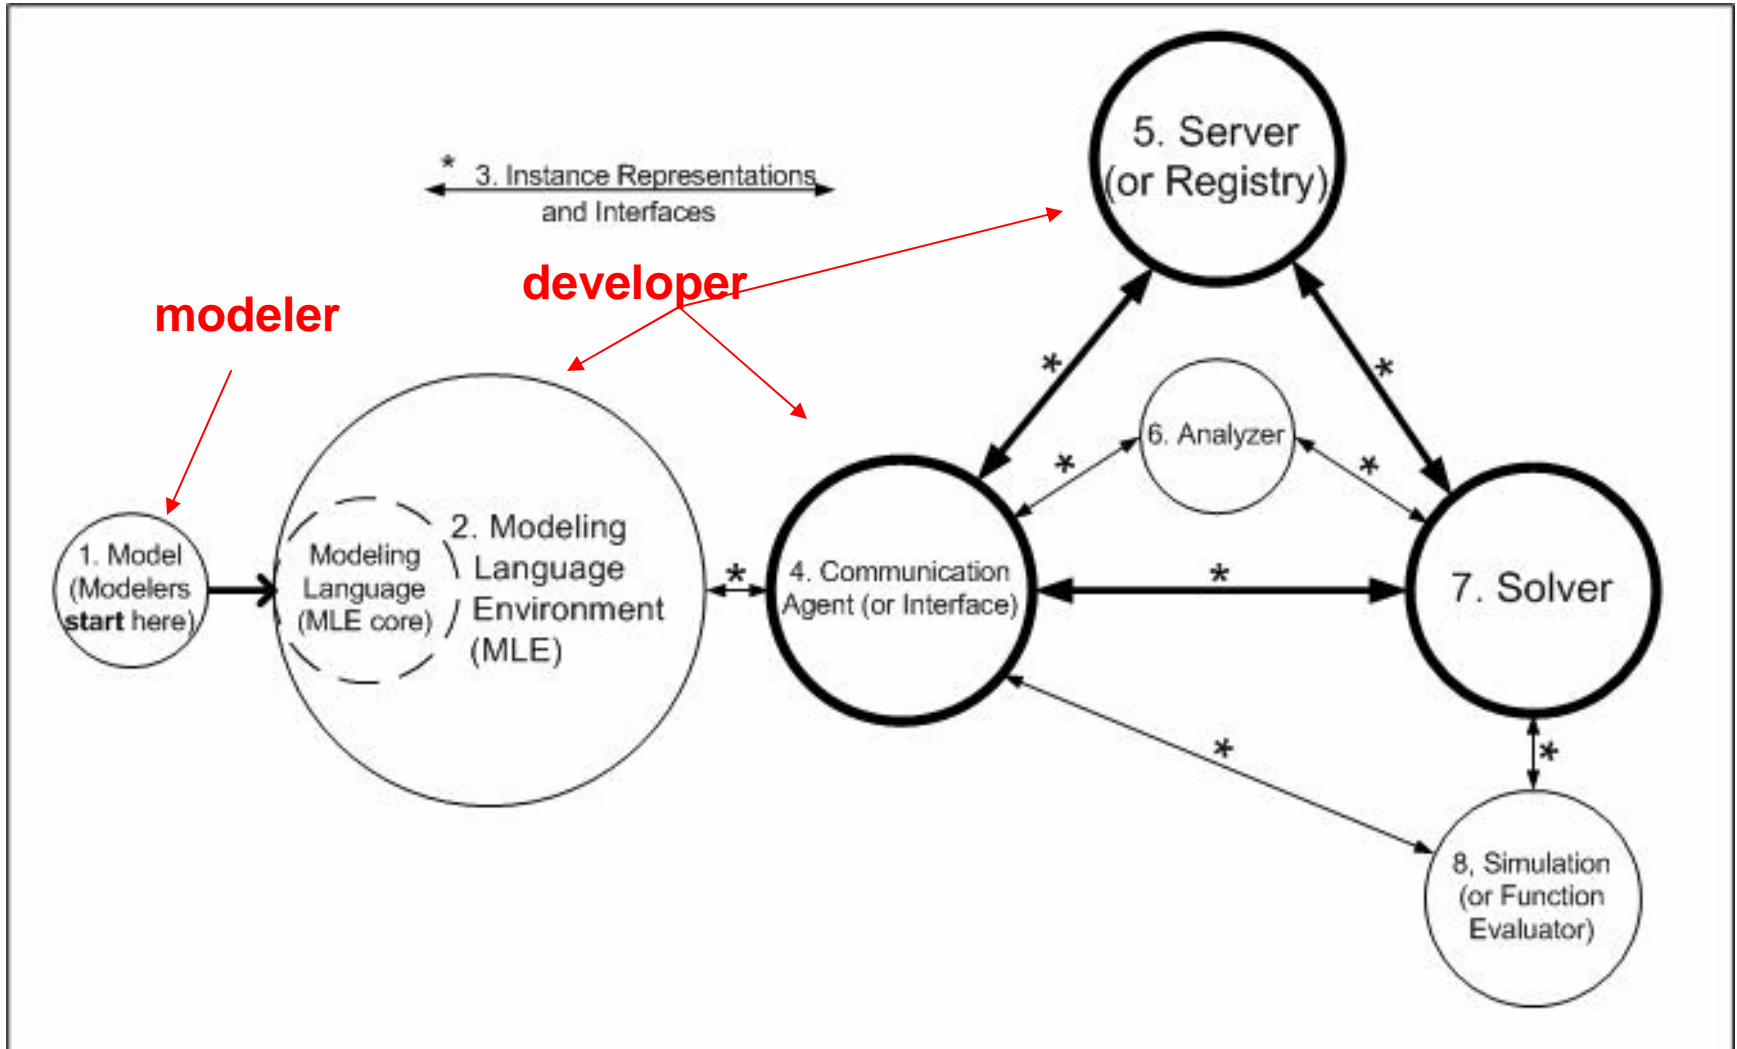 5. Server
(or Registry)
* 3. Instance Representations
and Interfaces
developer
modeler
*
*
6. Analyzer
*
*
1. Model
(Modelers
start here)
Modeling
Language
(MLE core)
2. Modeling
Language
Environment
(MLE)
*
4. Communication
Agent (or Interface)
*
7. Solver
*
*
8, Simulation
(or Function
Evaluator)